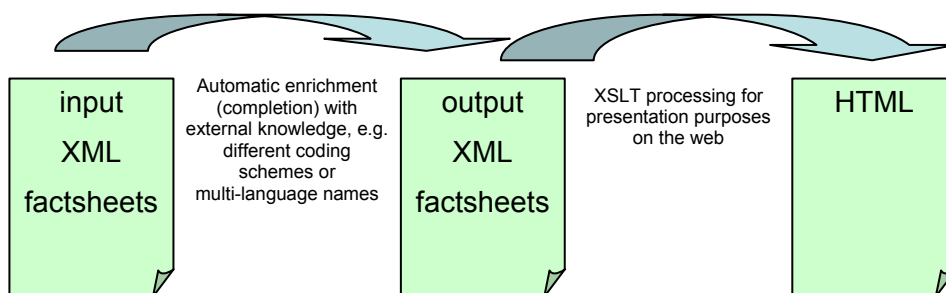 input
XML
factsheets
Automatic enrichment
(completion) with
external knowledge, e.g.
different coding
schemes or
multi-language names
output
XML
factsheets
XSLT processing for
presentation purposes
on the web
HTML